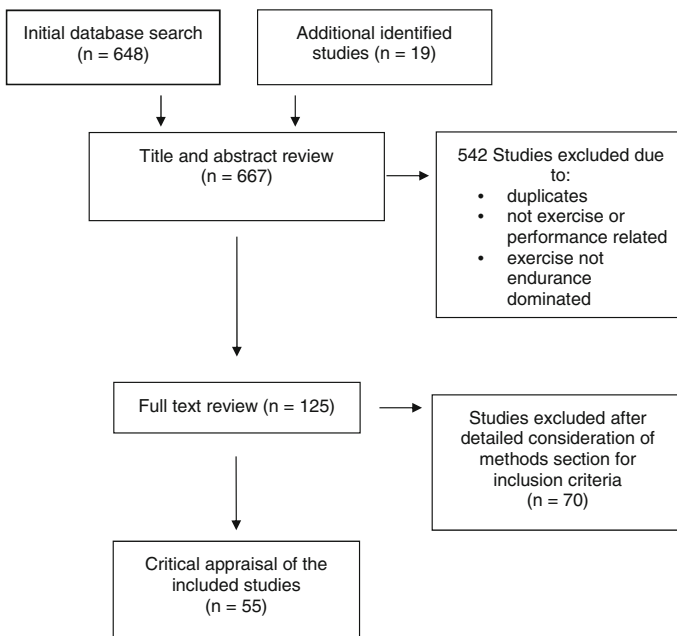 Initial database search
(n = 648)
Additional identified
studies (n = 19)
Title and abstract review
(n = 667)
542 Studies excluded due
to:
• duplicates
• not exercise or
performance related
• exercise not
endurance
dominated
Full text review (n = 125)
Studies excluded after
detailed consideration of
methods section for
inclusion criteria
(n = 70)
Critical appraisal of the
included studies
(n = 55)